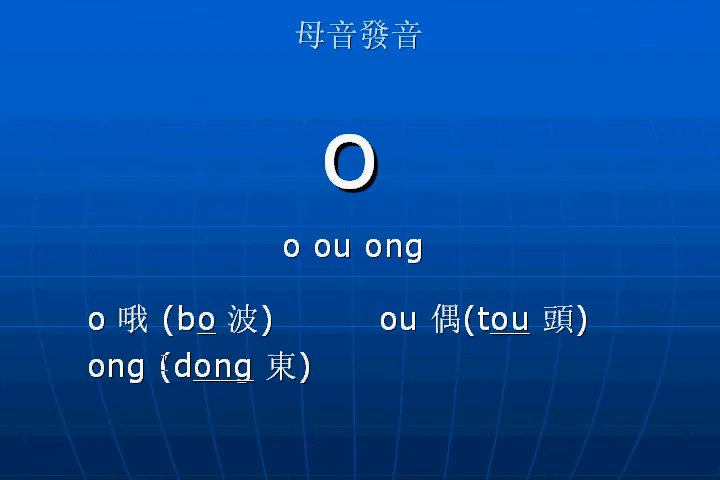 母音發音
o
o ou ong
o 哦 (bo 波) ou 偶(tou 頭)
ong (dong 東)